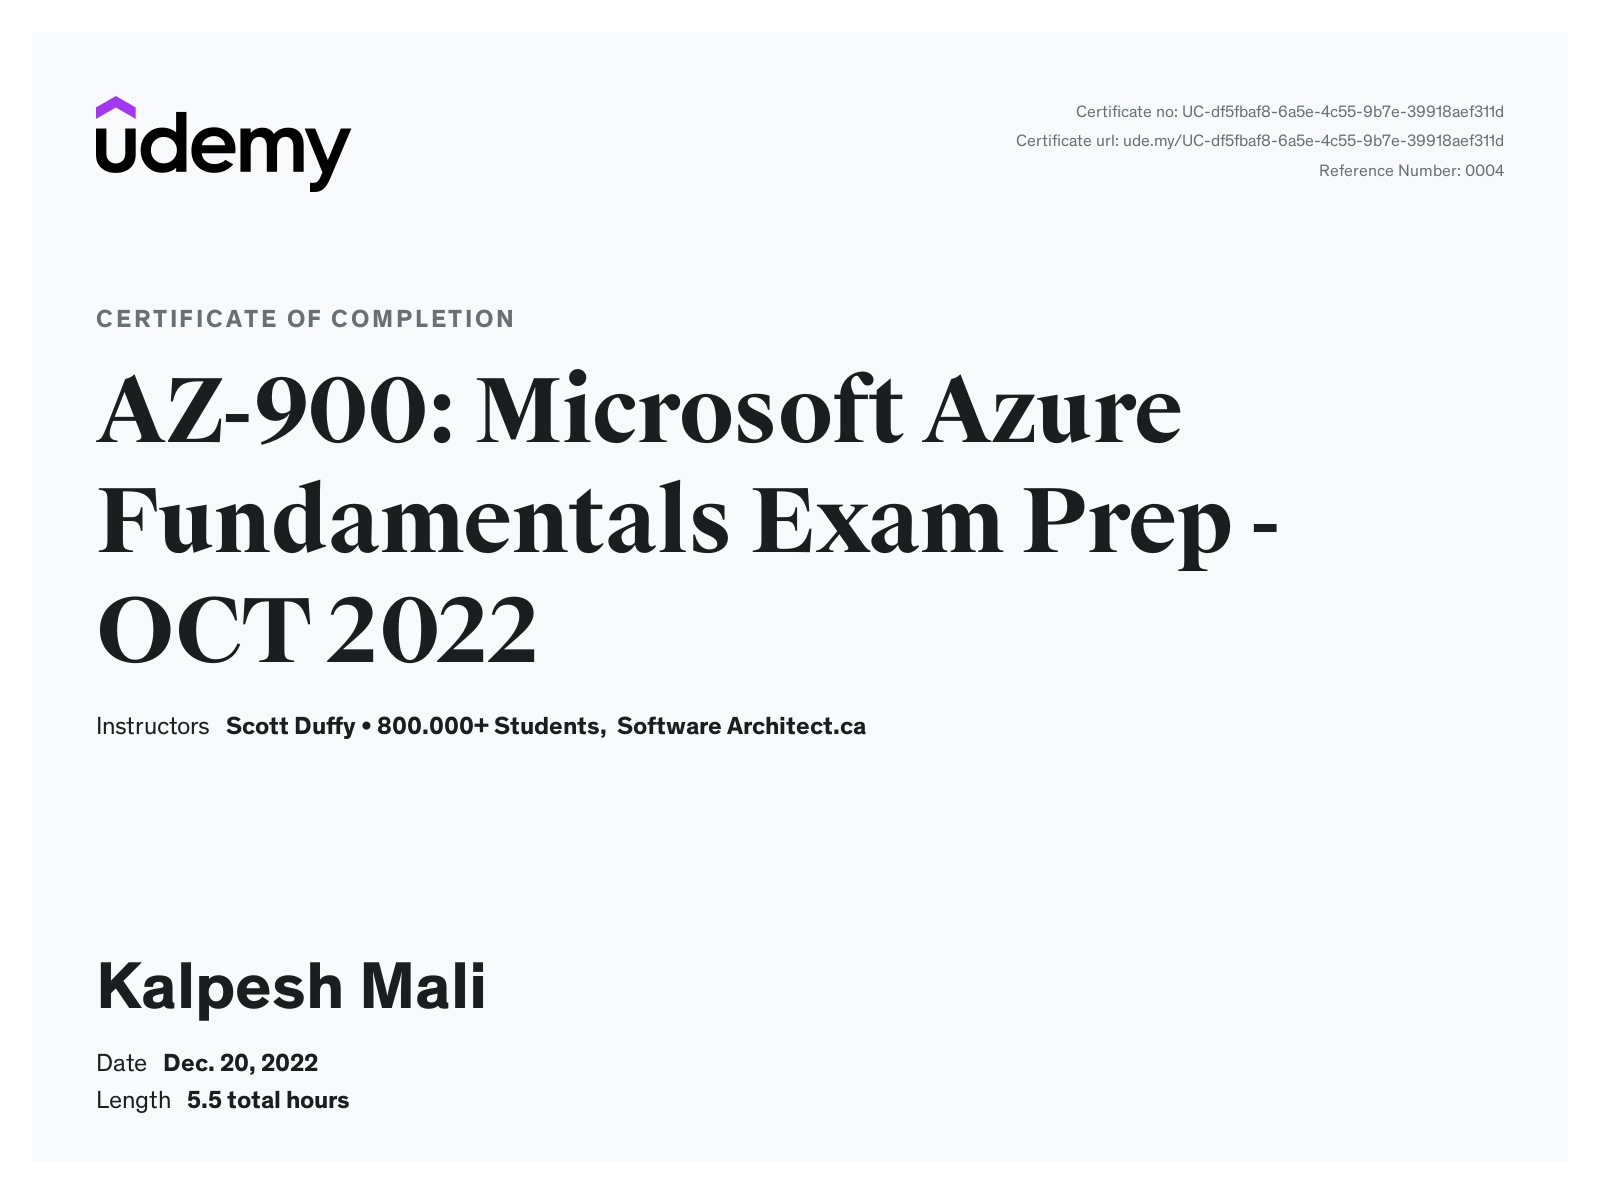 udemy
Certificate no: UC-df5fbaf8-6a5e-4c55-9b7e-39918aef311d
Certificate url: ude.my/UC-df5fbaf8-6a5e-4c55-9b7e-39918aef311d
Reference Number: 0004
CERTIFICATE OF COMPLETION
AZ-900: Microsoft Azure
Fundamentals Exam Prep -
OCT 2022
Instructors Scott Duffy • 800.000+ Students, Software Architect.ca
Kalpesh Mali
Date Dec. 20, 2022
Length 5.5 total hours